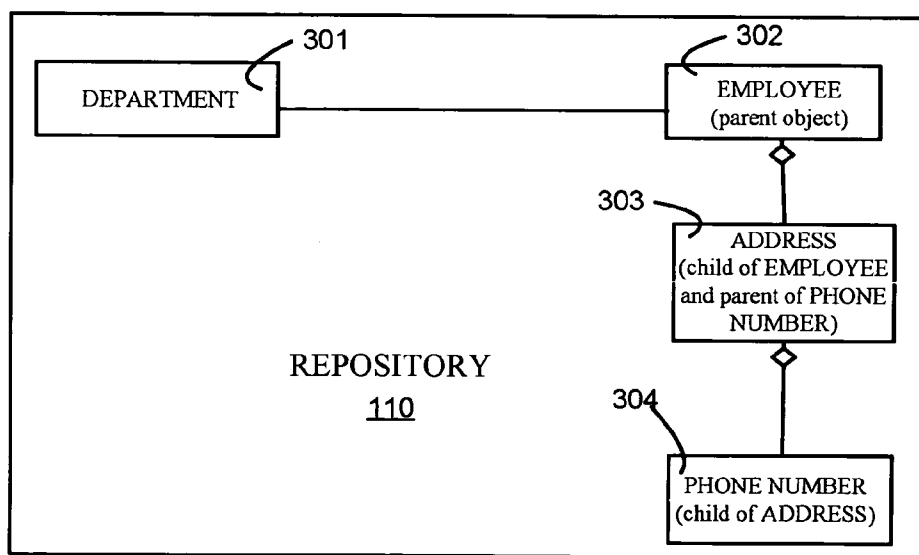 301
DEPARTMENT
302
EMPLOYEE
(parent object)
303
ADDRESS
(child of EMPLOYEE
and parent of PHONE
NUMBER)
REPOSITORY
110
304
PHONE NUMBER
(child of ADDRESS)